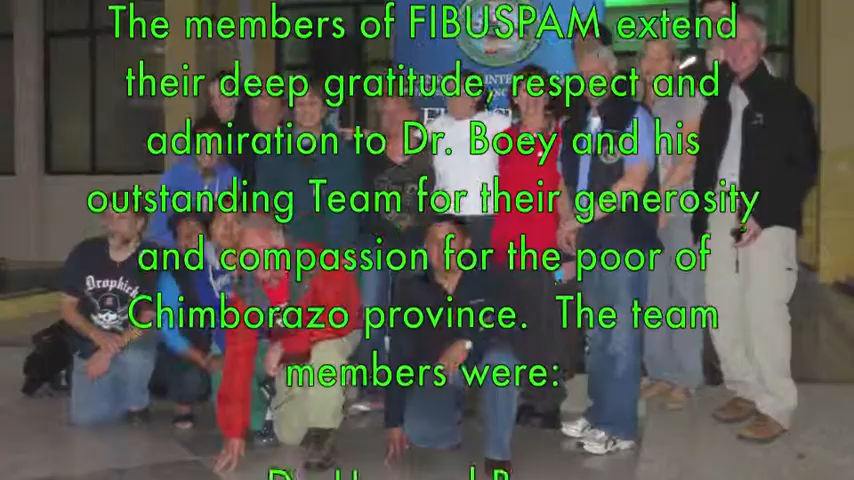 The members of FIBUSPAM extend
their deep gratitude, respect and
admiration to Dr. Boey and his
outstanding Team for their generosity
and compassion for the poor of
Chimborazo province. The team
members were:
Dropkick